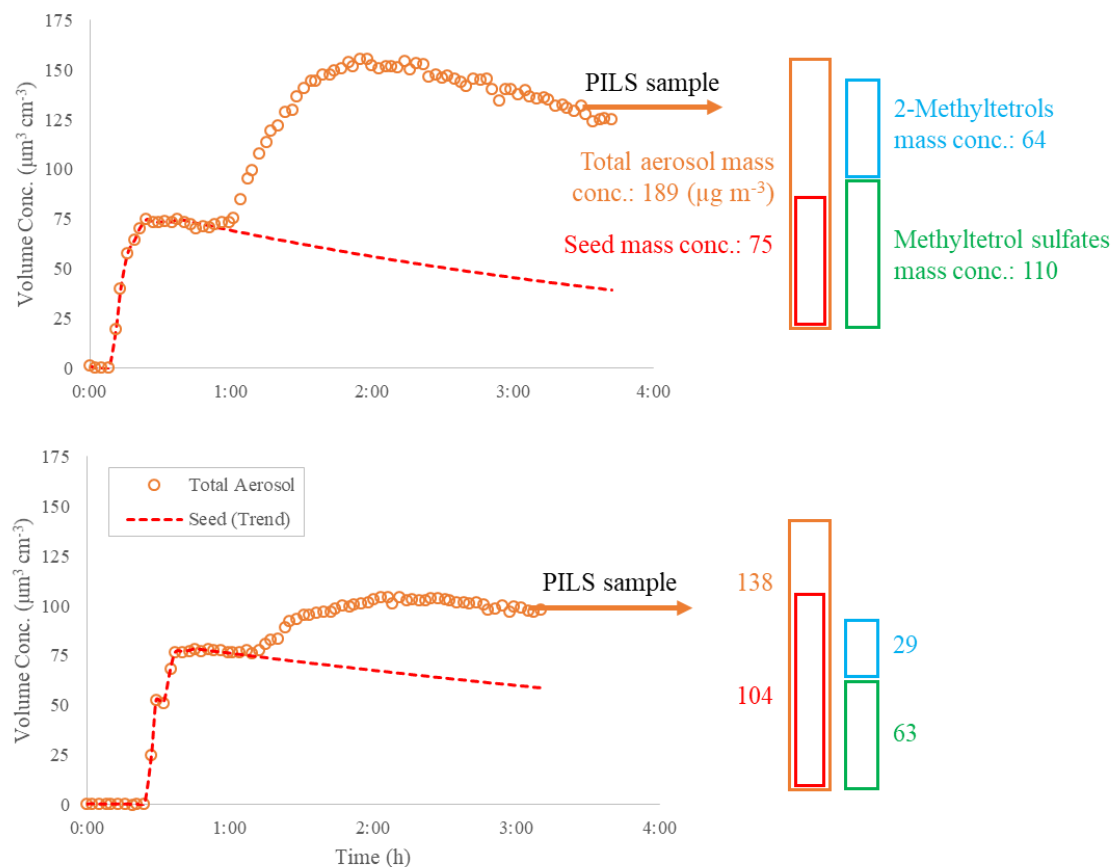 175
150
125
100
75
50
25
0
Volume Conc. (µm³ cm⁻³)
0:00 1:00 2:00 3:00 4:00
PILS sample
Total aerosol mass
conc.: 189 (µg m⁻³)
Seed mass conc.: 75
2-Methyltetrols
mass conc.: 64
Methyltetrol sulfates
mass conc.: 110
175
150
125
100
75
50
25
0
Volume Conc. (µm³ cm⁻³)
Total Aerosol
Seed (Trend)
0:00 1:00 2:00 3:00 4:00
Time (h)
PILS sample
138
104
29
63